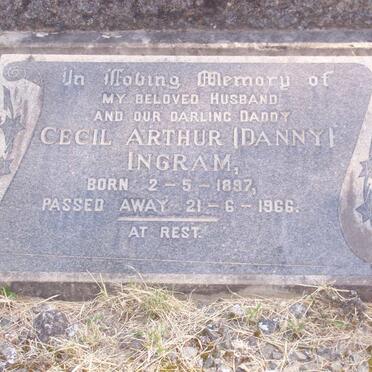 In Loving Memory of
MY BELOVED HUSBAND
AND OUR DARLING DADDY
CECIL ARTHUR (DANNY)
INGRAM,
BORN 2-5-1897,
PASSED AWAY 21-6-1966.
AT REST.